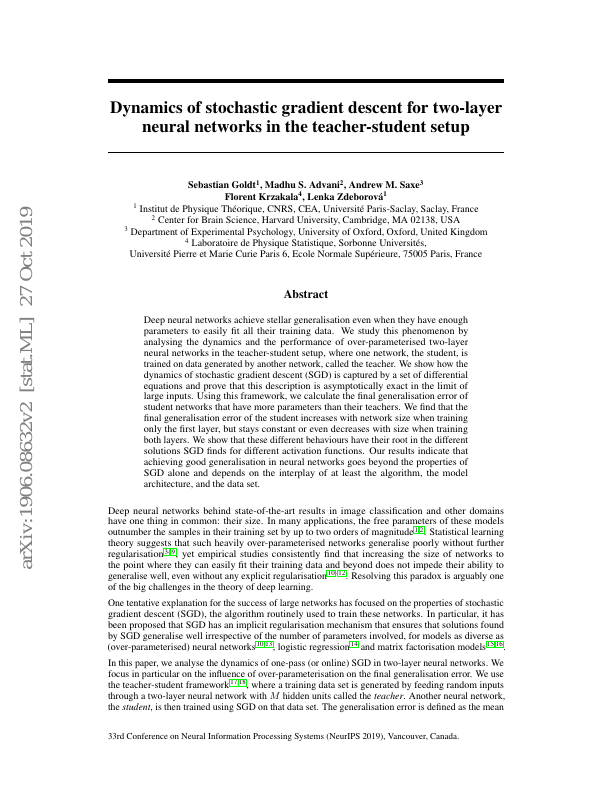 Dynamics of stochastic gradient descent for two-layer
neural networks in the teacher-student setup
Sebastian Goldt1, Madhu S. Advani2, Andrew M. Saxe3
Florent Krzakala4, Lenka Zdeborová1
1 Institut de Physique Théorique, CNRS, CEA, Université Paris-Saclay, Saclay, France
2 Center for Brain Science, Harvard University, Cambridge, MA 02138, USA
3 Department of Experimental Psychology, University of Oxford, Oxford, United Kingdom
4 Laboratoire de Physique Statistique, Sorbonne Universités,
Université Pierre et Marie Curie Paris 6, Ecole Normale Supérieure, 75005 Paris, France
Abstract
Deep neural networks achieve stellar generalisation even when they have enough
parameters to easily fit all their training data. We study this phenomenon by
analysing the dynamics and the performance of over-parameterised two-layer
neural networks in the teacher-student setup, where one network, the student, is
trained on data generated by another network, called the teacher. We show how the
dynamics of stochastic gradient descent (SGD) is captured by a set of differential
equations and prove that this description is asymptotically exact in the limit of
large inputs. Using this framework, we calculate the final generalisation error of
student networks that have more parameters than their teachers. We find that the
final generalisation error of the student increases with network size when training
only the first layer, but stays constant or even decreases with size when training
both layers. We show that these different behaviours have their root in the different
solutions SGD finds for different activation functions. Our results indicate that
achieving good generalisation in neural networks goes beyond the properties of
SGD alone and depends on the interplay of at least the algorithm, the model
architecture, and the data set.
Deep neural networks behind state-of-the-art results in image classification and other domains
have one thing in common: their size. In many applications, the free parameters of these models
outnumber the samples in their training set by up to two orders of magnitude1,2. Statistical learning
theory suggests that such heavily over-parameterised networks generalise poorly without further
regularisation3–9, yet empirical studies consistently find that increasing the size of networks to
the point where they can easily fit their training data and beyond does not impede their ability to
generalise well, even without any explicit regularisation10–12. Resolving this paradox is arguably one
of the big challenges in the theory of deep learning.
One tentative explanation for the success of large networks has focused on the properties of stochastic
gradient descent (SGD), the algorithm routinely used to train these networks. In particular, it has
been proposed that SGD has an implicit regularisation mechanism that ensures that solutions found
by SGD generalise well irrespective of the number of parameters involved, for models as diverse as
(over-parameterised) neural networks10,13, logistic regression14 and matrix factorisation models15,16.
In this paper, we analyse the dynamics of one-pass (or online) SGD in two-layer neural networks. We
focus in particular on the influence of over-parameterisation on the final generalisation error. We use
the teacher-student framework17,18, where a training data set is generated by feeding random inputs
through a two-layer neural network with M hidden units called the teacher. Another neural network,
the student, is then trained using SGD on that data set. The generalisation error is defined as the mean
33rd Conference on Neural Information Processing Systems (NeurIPS 2019), Vancouver, Canada.
arXiv:1906.08632v2 [stat.ML] 27 Oct 2019